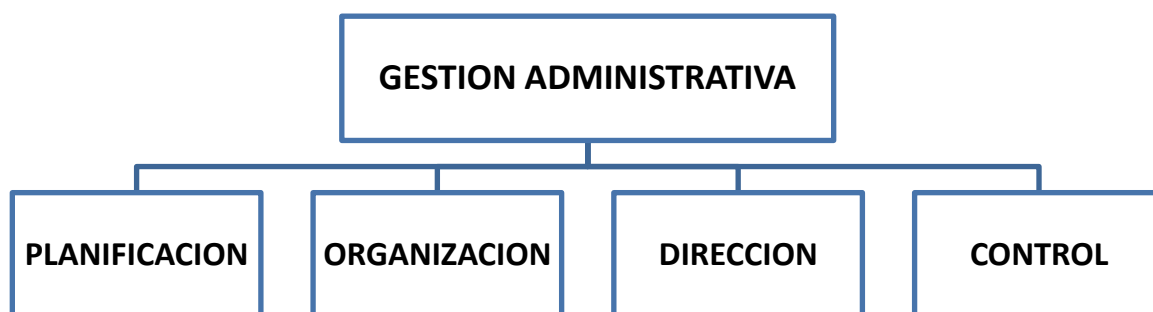 GESTION ADMINISTRATIVA
PLANIFICACION
ORGANIZACION
DIRECCION
CONTROL